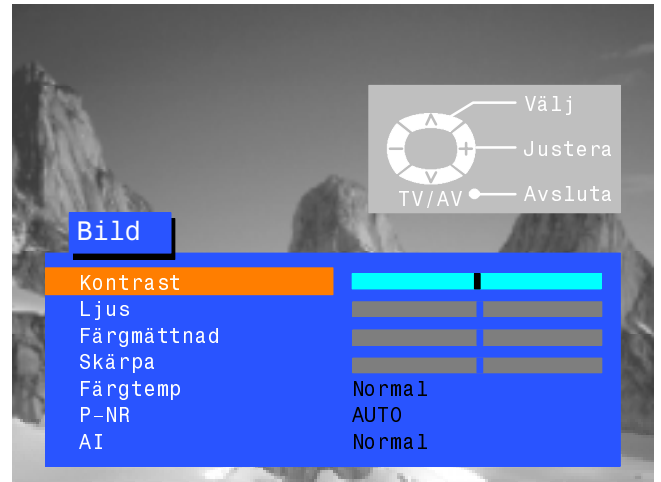 Välj
Justera
TV/AV Avsluta
Bild
Kontrast
Ljus
Färgmättnad
Skärpa
Färgtemp Normal
P-NR AUTO
AI Normal